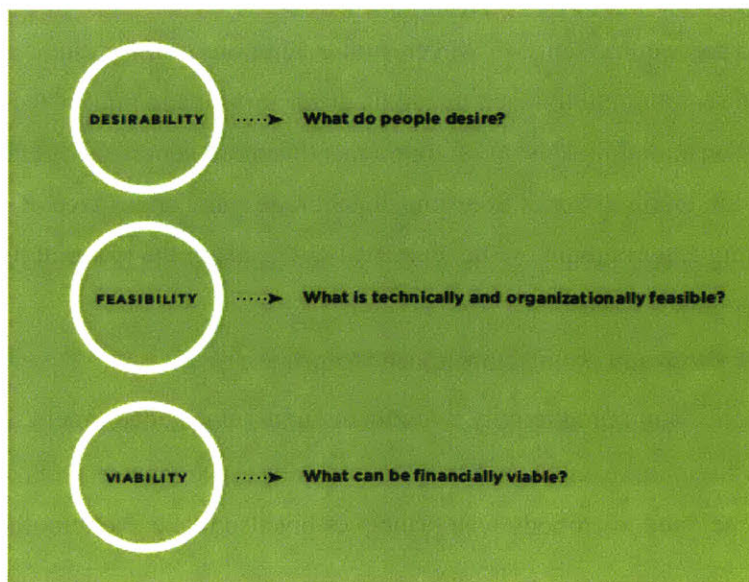 DESIRABILITY What do people desire?
FEASIBILITY What is technically and organizationally feasible?
VIABILITY What can be financially viable?